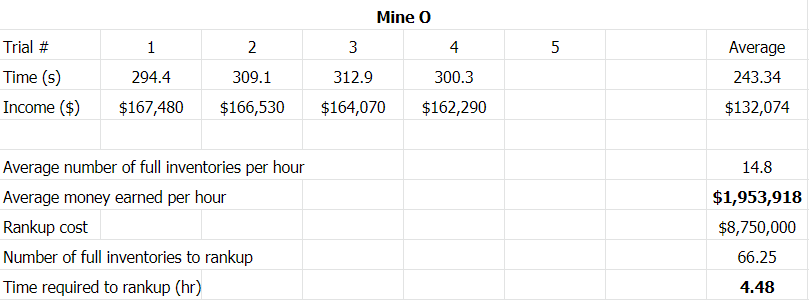 Mine O
Trial # 1 2 3 4 5 Average
Time (s) 294.4 309.1 312.9 300.3 243.34
Income ($) $167,480 $166,530 $164,070 $162,290 $132,074
Average number of full inventories per hour 14.8
Average money earned per hour $1,953,918
Rankup cost $8,750,000
Number of full inventories to rankup 66.25
Time required to rankup (hr) 4.48